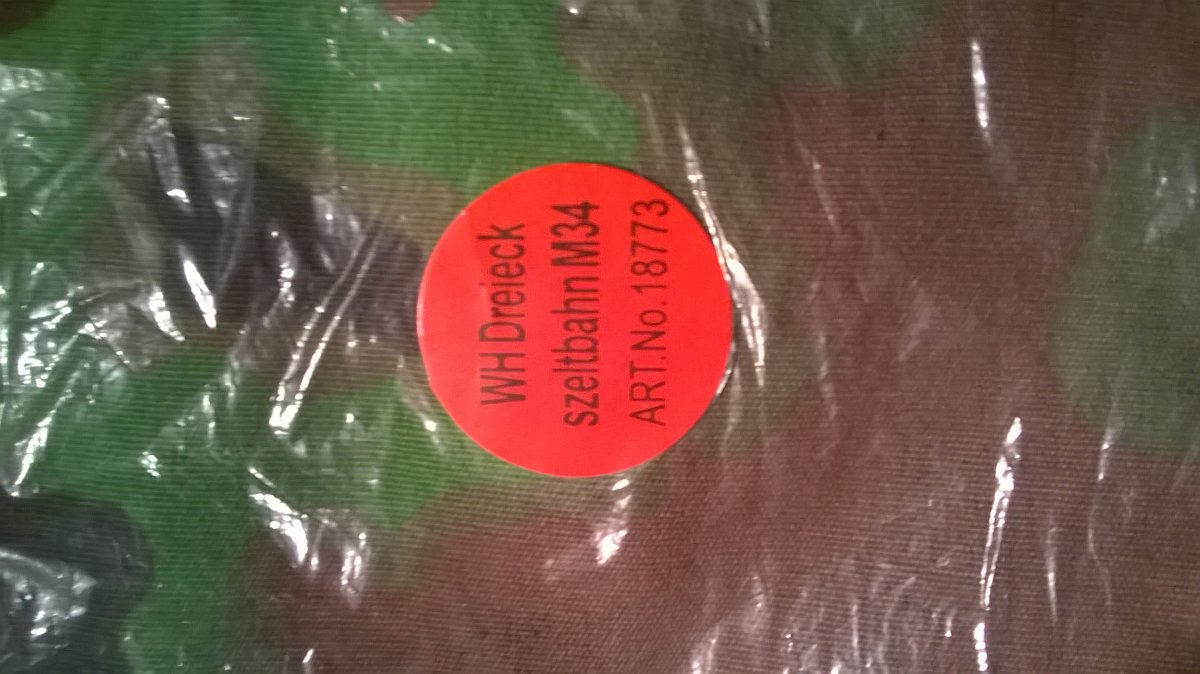 WH Dreieck
szeltbahn M34
ART.No.18773